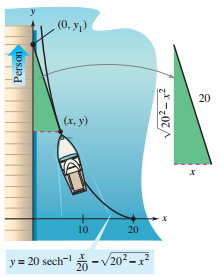 y
(0, y₁)
Person
20
√20² – x²
(x, y)
x
x
10
20
y = 20 sech⁻¹ x/20 – √20² – x²